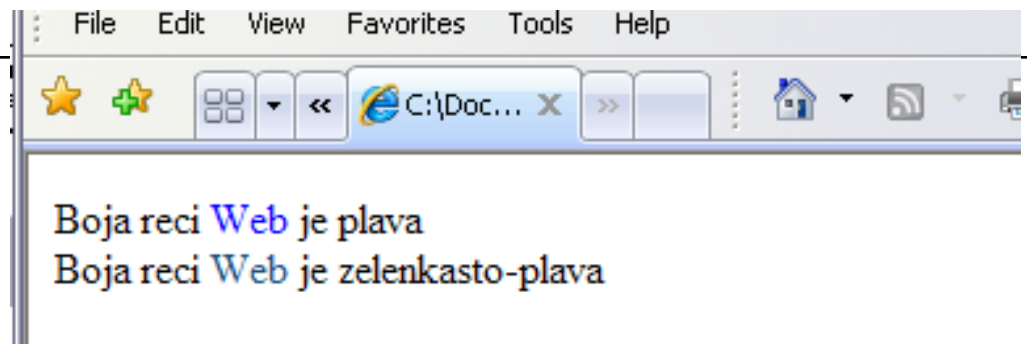 File Edit View Favorites Tools Help
C:\Doc...
Boja reci Web je plava
Boja reci Web je zelenkasto-plava